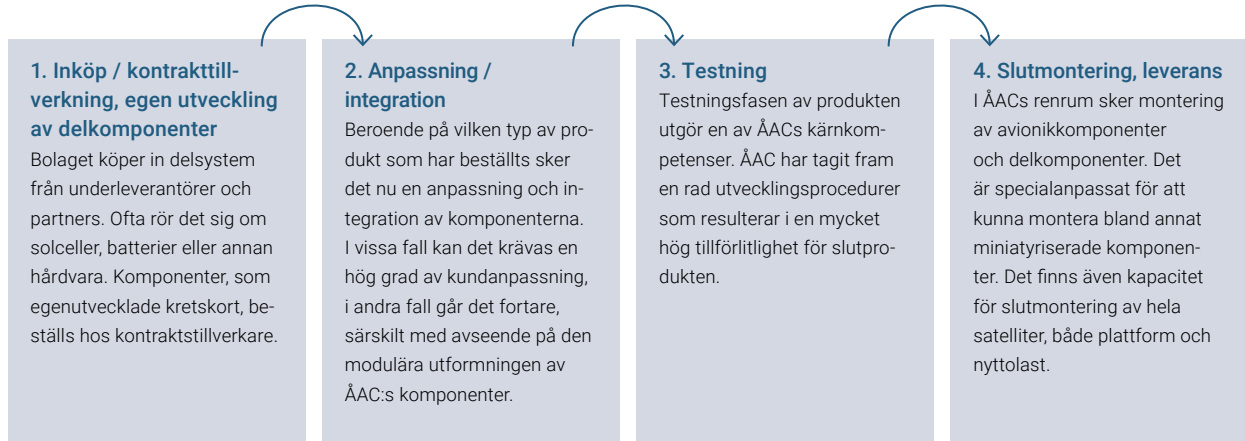 1. Inköp / kontrakttill-
verkning, egen utveckling
av delkomponenter
Bolaget köper in delsystem
från underleverantörer och
partners. Ofta rör det sig om
solceller, batterier eller annan
hårdvara. Komponenter, som
egenutvecklade kretskort, be-
ställs hos kontraktstillverkare.
2. Anpassning /
integration
Beroende på vilken typ av pro-
dukt som har beställts sker
det nu en anpassning och in-
tegration av komponenterna.
I vissa fall kan det krävas en
hög grad av kundanpassning,
i andra fall går det fortare,
särskilt med avseende på den
modulära utformningen av
ÅAC:s komponenter.
3. Testning
Testningsfasen av produkten
utgör en av ÅACs kärnkom-
petenser. ÅAC har tagit fram
en rad utvecklingsprocedurer
som resulterar i en mycket
hög tillförlitlighet för slutpro-
dukten.
4. Slutmontering, leverans
I ÅACs renrum sker montering
av avionikkomponenter
och delkomponenter. Det
är specialanpassat för att
kunna montera bland annat
miniatyriserade komponen-
ter. Det finns även kapacitet
för slutmontering av hela
satelliter, både plattform och
nyttolast.